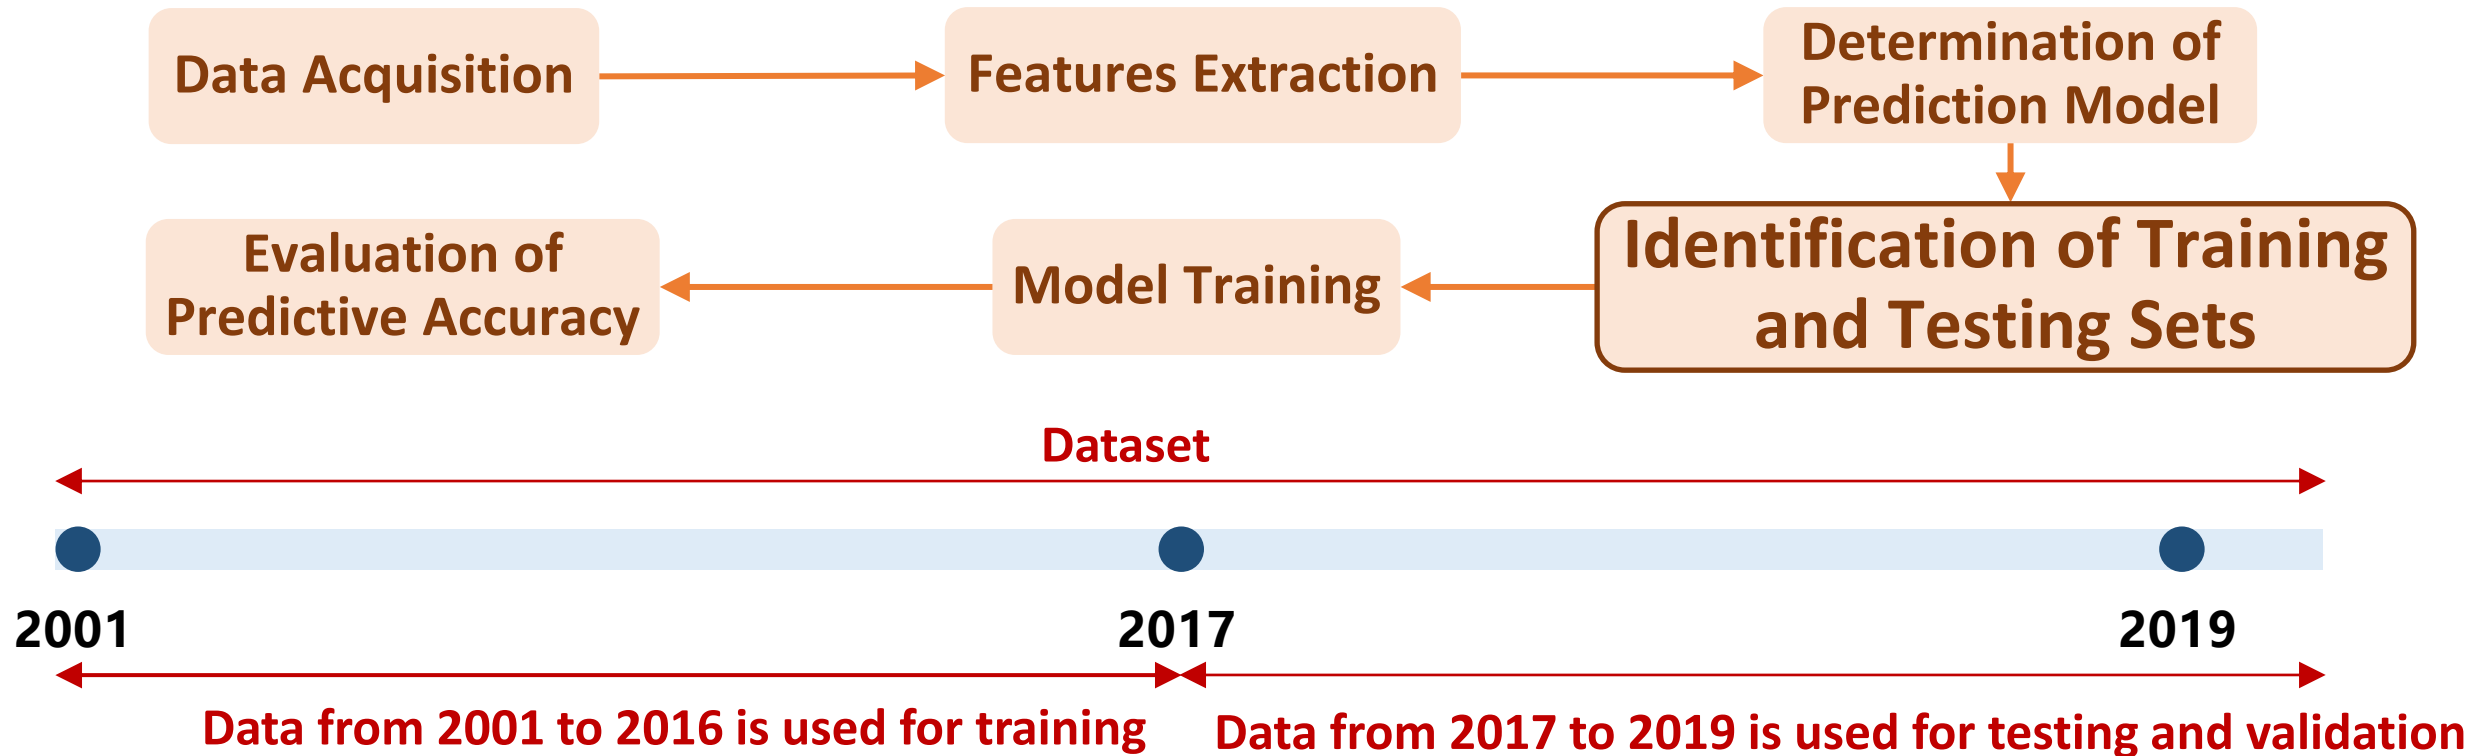 Data Acquisition
Features Extraction
Determination of
Prediction Model
Identification of Training
and Testing Sets
Model Training
Evaluation of
Predictive Accuracy
Dataset
2001
2017
2019
Data from 2001 to 2016 is used for training
Data from 2017 to 2019 is used for testing and validation